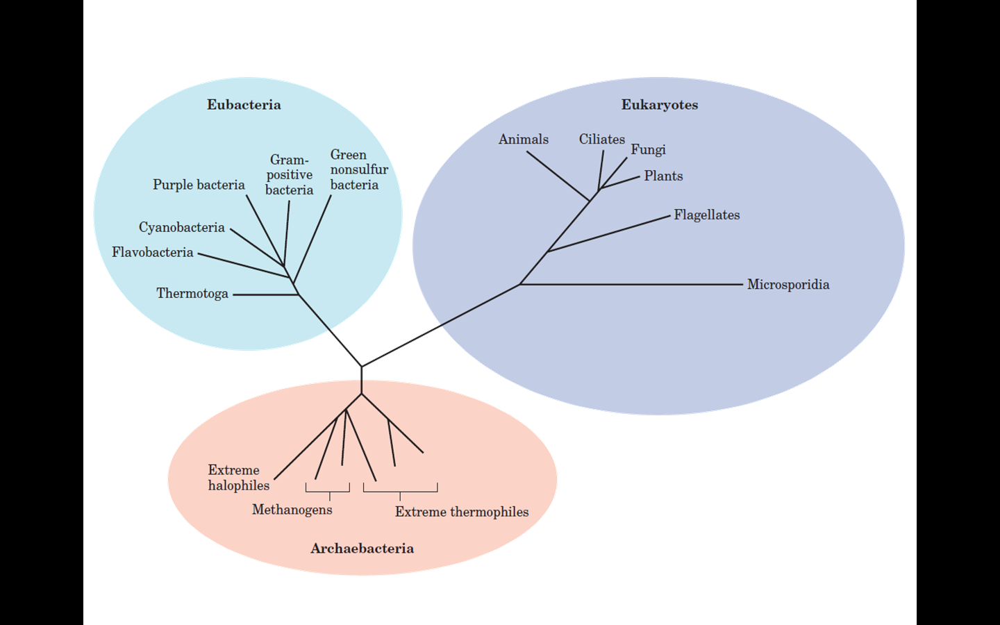 Eubacteria
Gram-
positive
bacteria
Green
nonsulfur
bacteria
Purple bacteria
Cyanobacteria
Flavobacteria
Thermotoga
Eukaryotes
Animals
Ciliates
Fungi
Plants
Flagellates
Microsporidia
Extreme
halophiles
Methanogens
Extreme thermophiles
Archaebacteria